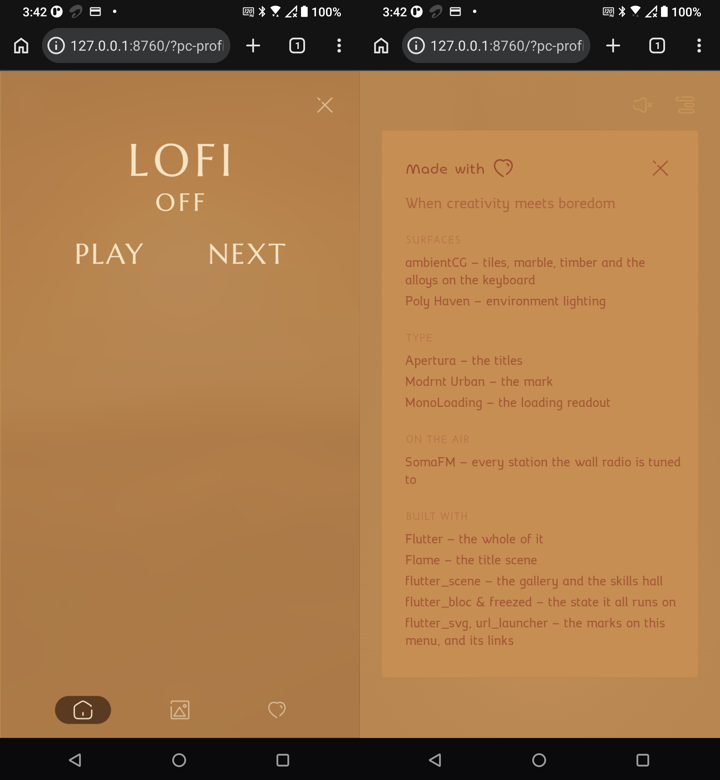 3:42
100%
127.0.0.1:8760/?pc-profi
1
LOFI
OFF
PLAY NEXT
3:42
100%
127.0.0.1:8760/?pc-profi
1
Made with
When creativity meets boredom
SURFACES
ambientCG – tiles, marble, timber and the
alloys on the keyboard
Poly Haven – environment lighting
TYPE
Apertura – the titles
Modrnt Urban – the mark
MonoLoading – the loading readout
ON THE AIR
SomaFM – every station the wall radio is tuned
to
BUILT WITH
Flutter – the whole of it
Flame – the title scene
flutter_scene – the gallery and the skills hall
flutter_bloc & freezed – the state it all runs on
flutter_svg, url_launcher – the marks on this
menu, and its links